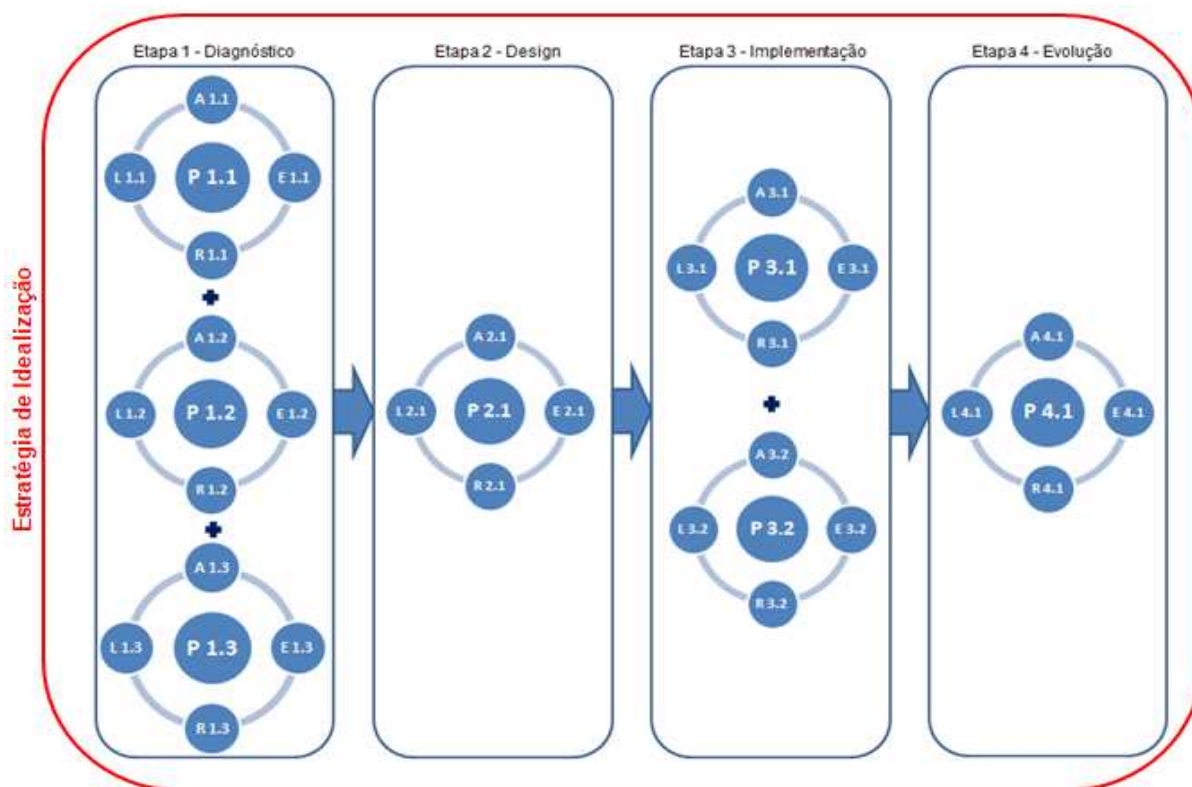 Estratégia de Idealização
Etapa 1 - Diagnóstico
A 1.1
L 1.1
P 1.1
E 1.1
R 1.1
A 1.2
L 1.2
P 1.2
E 1.2
R 1.2
A 1.3
L 1.3
P 1.3
E 1.3
R 1.3
Etapa 2 - Design
A 2.1
L 2.1
P 2.1
E 2.1
R 2.1
Etapa 3 - Implementação
A 3.1
L 3.1
P 3.1
E 3.1
R 3.1
A 3.2
L 3.2
P 3.2
E 3.2
R 3.2
Etapa 4 - Evolução
A 4.1
L 4.1
P 4.1
E 4.1
R 4.1